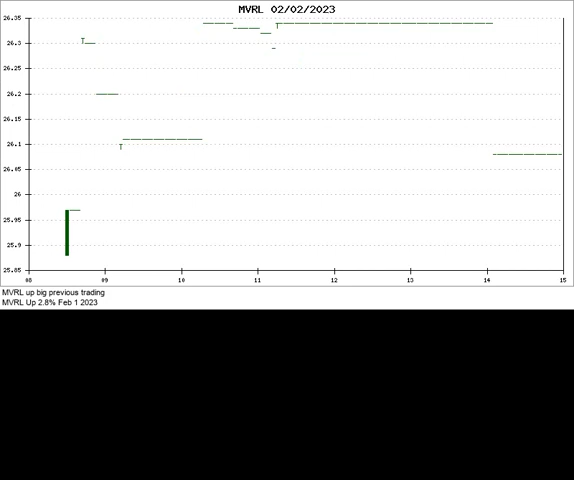 MVRL 02/02/2023
26.35
26.3
26.25
26.2
26.15
26.1
26.05
26
25.95
25.9
25.85
08 09 10 11 12 13 14 15
MVRL up big previous trading
MVRL Up 2.8% Feb 1 2023